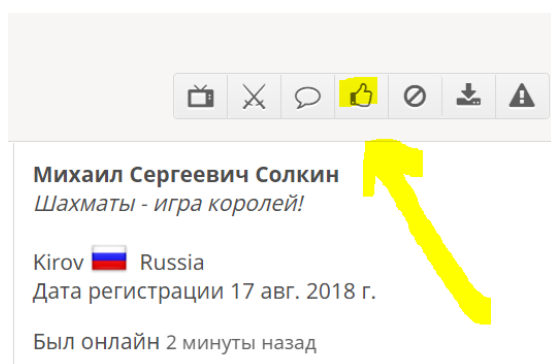 Михаил Сергеевич Солкин
Шахматы - игра королей!
Kirov Russia
Дата регистрации 17 авг. 2018 г.
Был онлайн 2 минуты назад